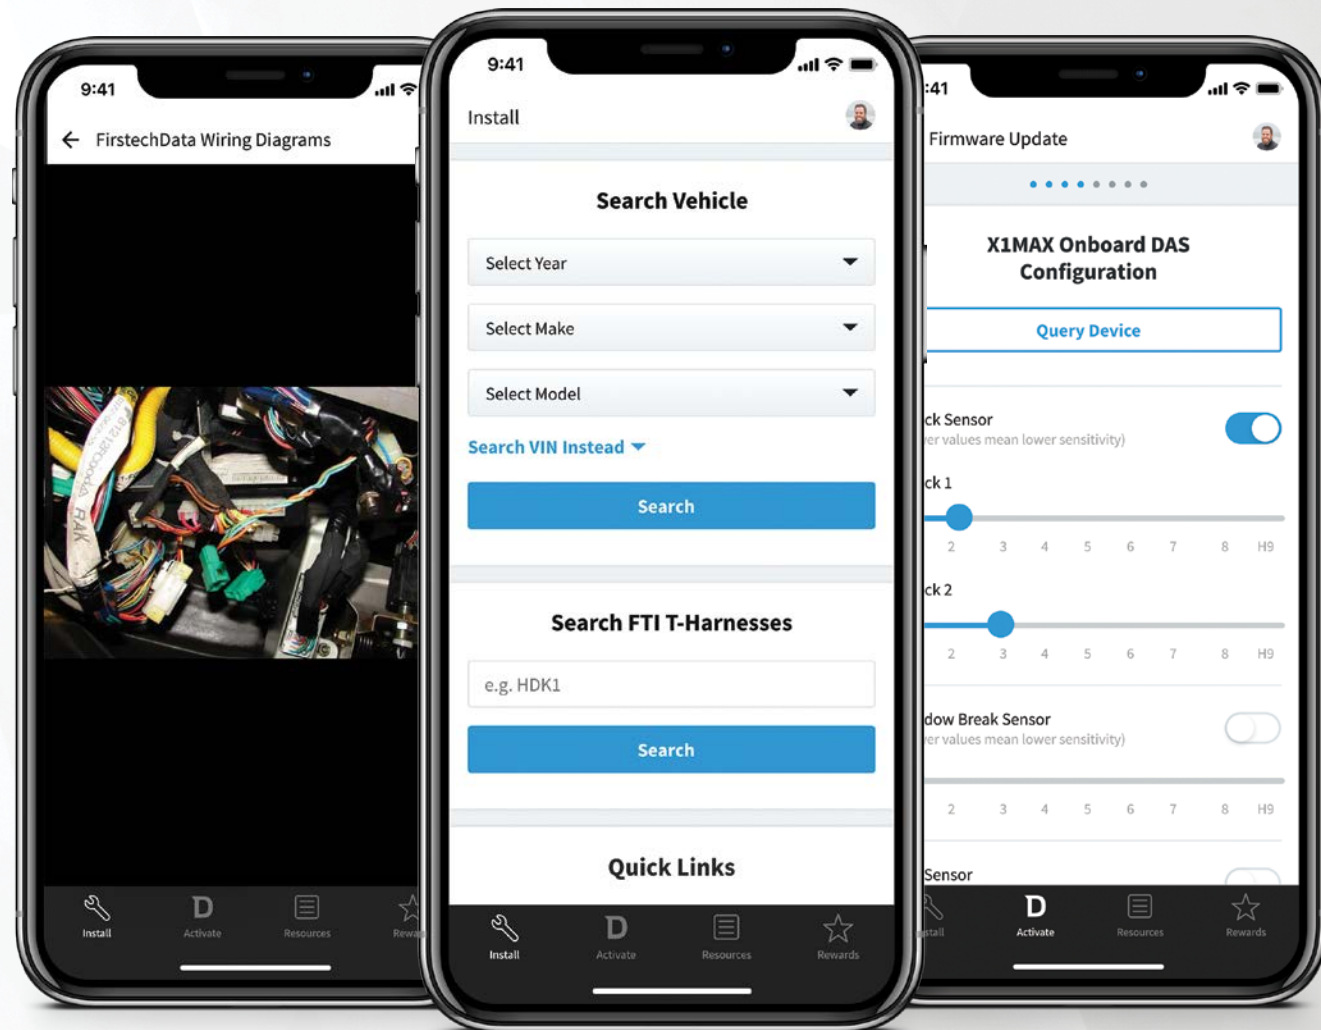 9:41
FirstechData Wiring Diagrams
RAK
Install
Activate
Resources
Rewa
9:41
Install
Search Vehicle
Select Year
Select Make
Select Model
Search VIN Instead
Search
Search FTI T-Harnesses
e.g. HDK1
Search
Quick Links
Install
D
Activate
Resources
Rewards
:41
Firmware Update
X1MAX Onboard DAS
Configuration
Query Device
ck Sensor
er values mean lower sensitivity)
ck 1
2 3 4 5 6 7 8 H9
ck 2
2 3 4 5 6 7 8 H9
dow Break Sensor
er values mean lower sensitivity)
2 3 4 5 6 7 8 H9
Sensor
stall
D
Activate
Resources
Rewards